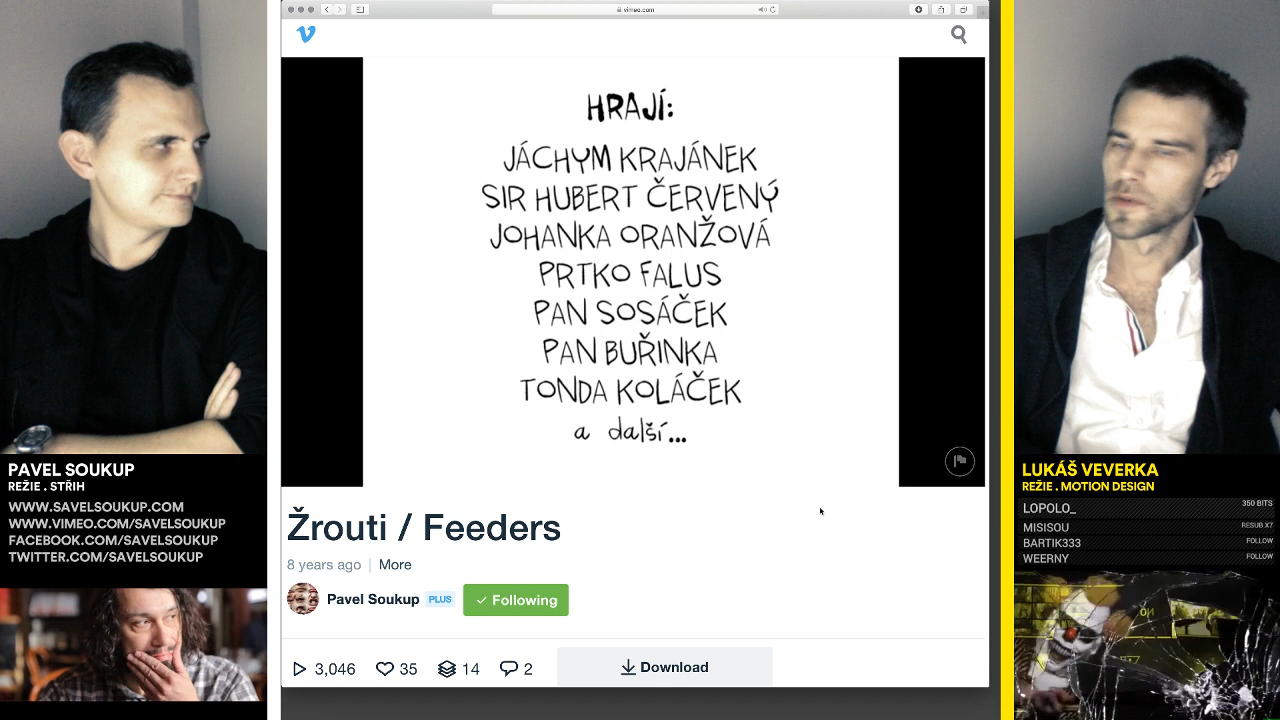 vimeo.com
HRAJÍ:
JÁCHYM KRAJÁNEK
SIR HUBERT ČERVENÝ
JOHANKA ORANŽOVÁ
PRTKO FALUS
PAN SOSÁČEK
PAN BUŘINKA
TONDA KOLÁČEK
a další...
Žrouti / Feeders
8 years ago | More
Pavel Soukup PLUS Following
3,046 35 14 2 Download
PAVEL SOUKUP
REŽIE . STŘIH
WWW.SAVELSOUKUP.COM
WWW.VIMEO.COM/SAVELSOUKUP
FACEBOOK.COM/SAVELSOUKUP
TWITTER.COM/SAVELSOUKUP
LUKÁŠ VEVERKA
REŽIE . MOTION DESIGN
LOPOLO_ 350 BITS
MISISOU RESUB X7
BARTIK333 FOLLOW
WEERNY FOLLOW